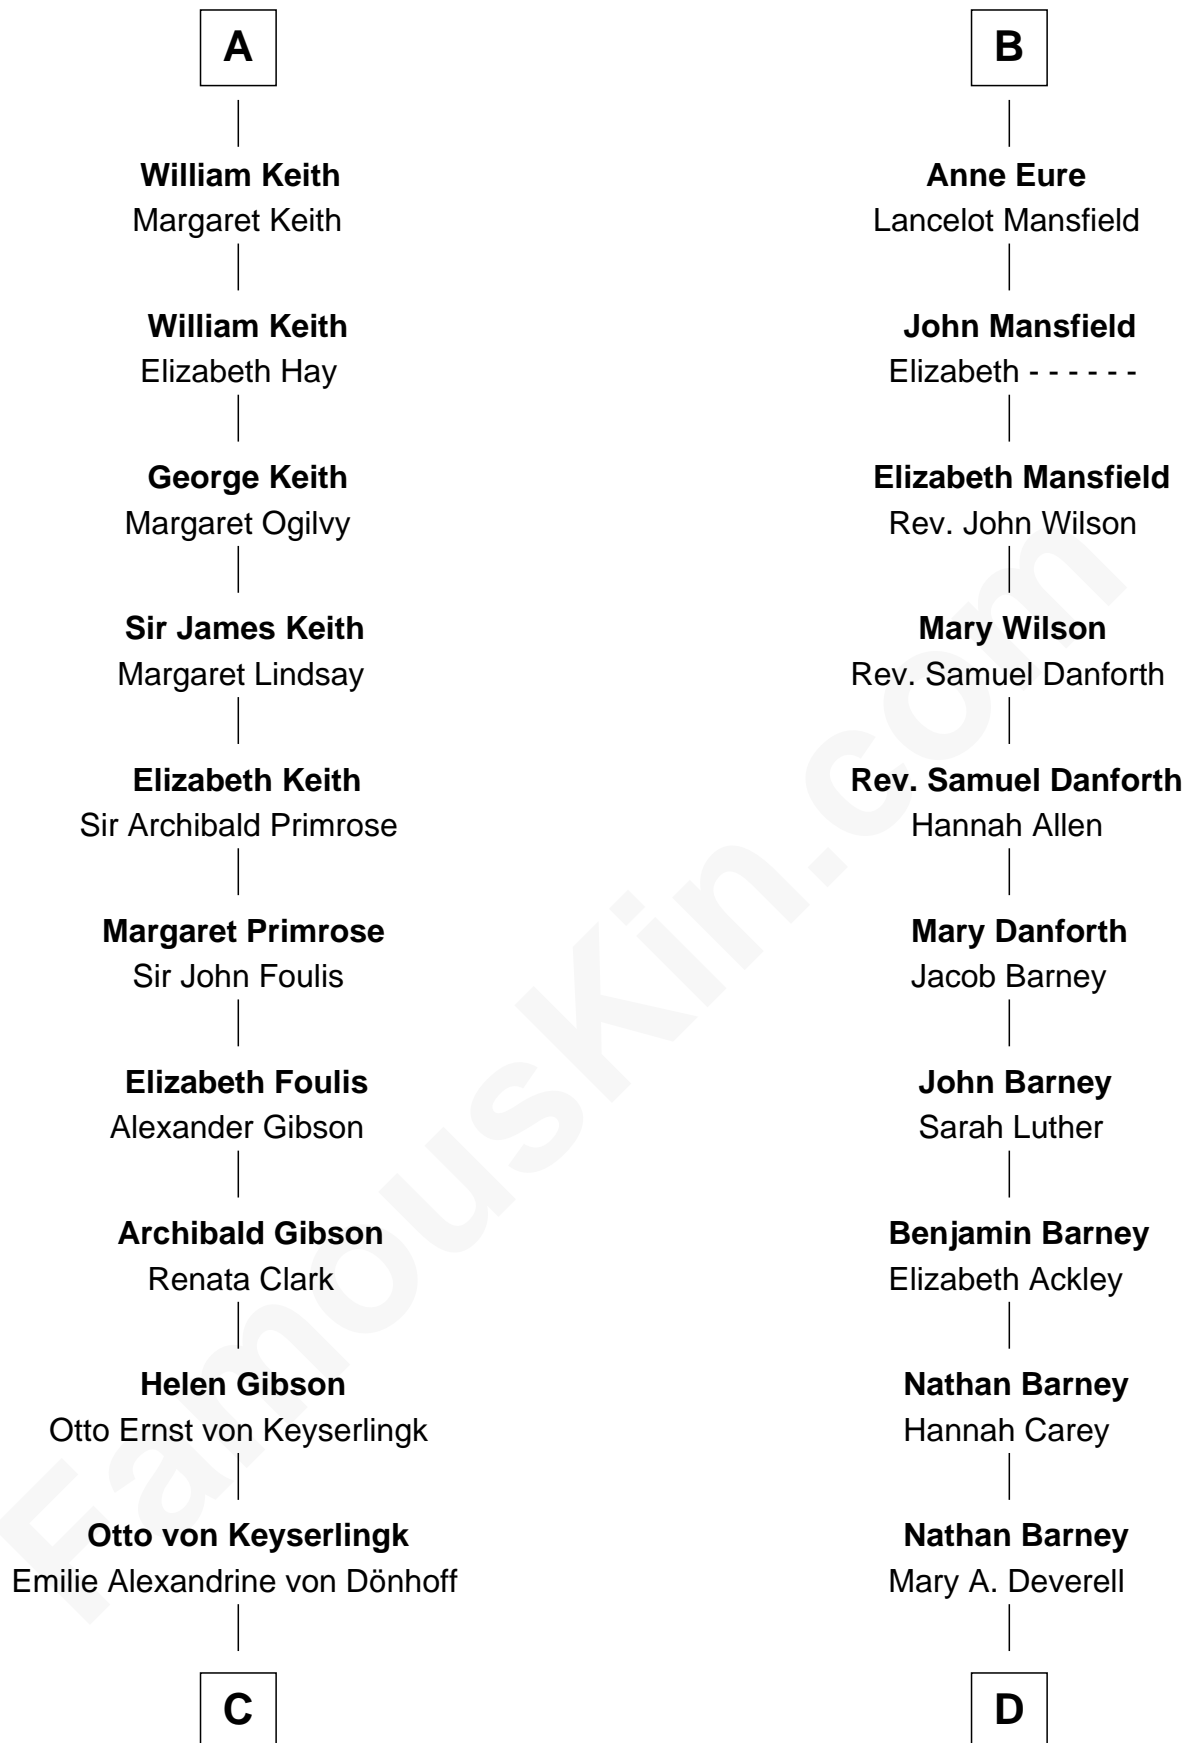 A
William Keith
Margaret Keith
William Keith
Elizabeth Hay
George Keith
Margaret Ogilvy
Sir James Keith
Margaret Lindsay
Elizabeth Keith
Sir Archibald Primrose
Margaret Primrose
Sir John Foulis
Elizabeth Foulis
Alexander Gibson
Archibald Gibson
Renata Clark
Helen Gibson
Otto Ernst von Keyserlingk
Otto von Keyserlingk
Emilie Alexandrine von Dönhoff
C
B
Anne Eure
Lancelot Mansfield
John Mansfield
Elizabeth - - - - - -
Elizabeth Mansfield
Rev. John Wilson
Mary Wilson
Rev. Samuel Danforth
Rev. Samuel Danforth
Hannah Allen
Mary Danforth
Jacob Barney
John Barney
Sarah Luther
Benjamin Barney
Elizabeth Ackley
Nathan Barney
Hannah Carey
Nathan Barney
Mary A. Deverell
D
FamousKin.com